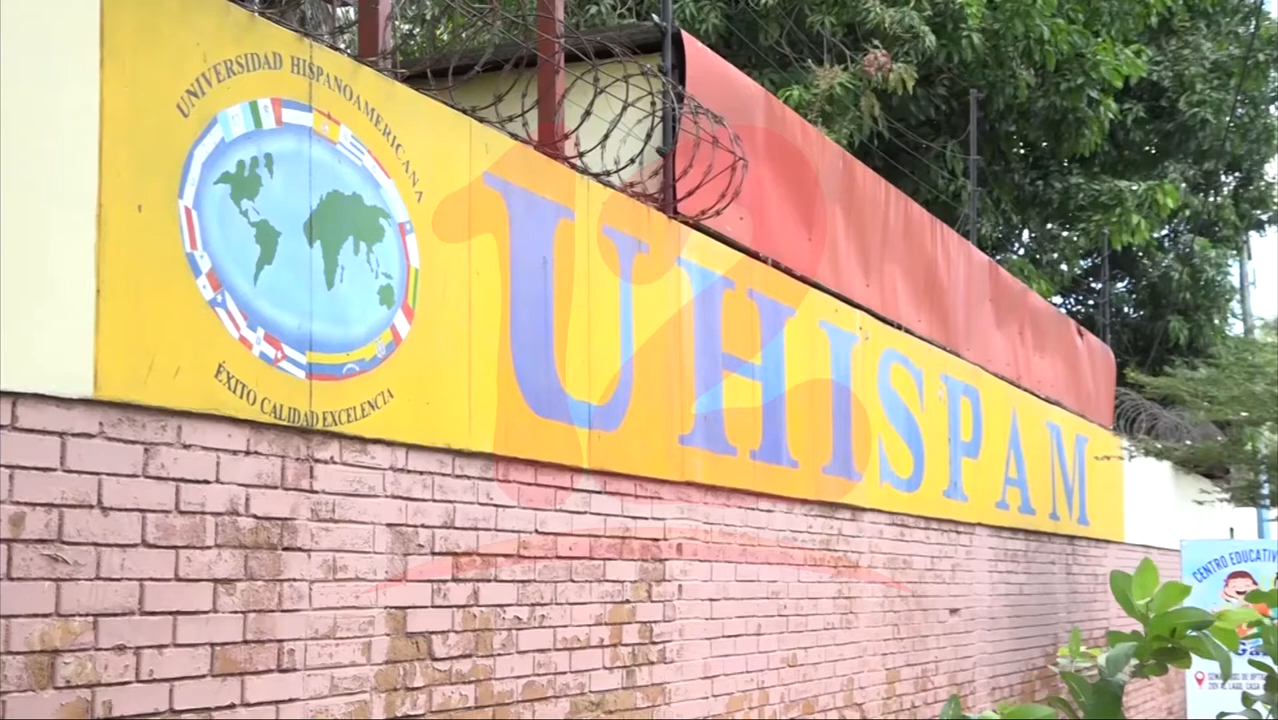 UNIVERSIDAD HISPANOAMERICANA
ÉXITO CALIDAD EXCELENCIA
UHISPAM
CENTRO EDUCATIV